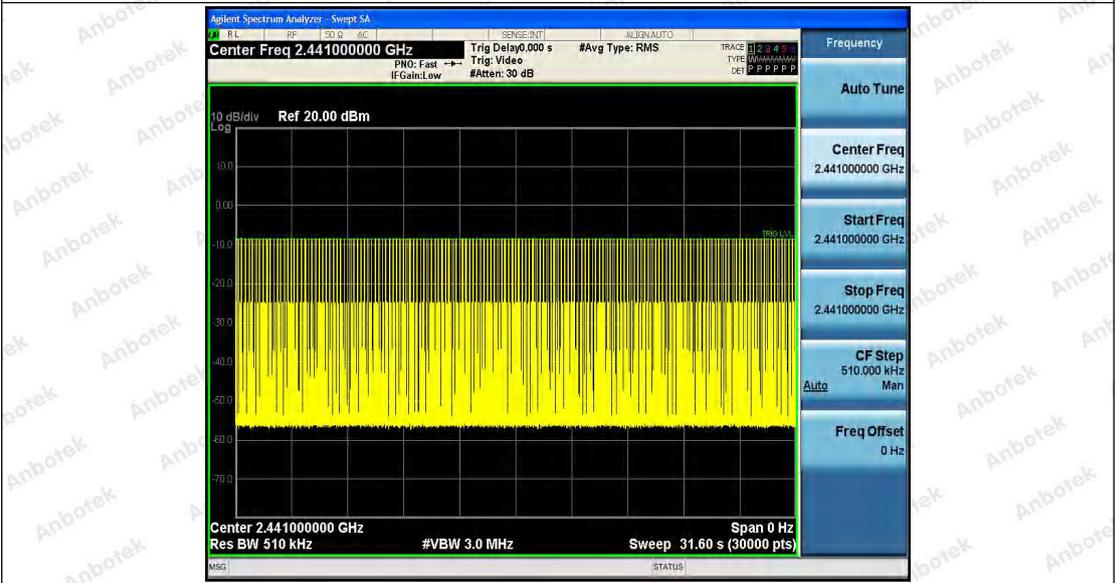 Agilent Spectrum Analyzer - Swept SA
RL RF 50 Ω AC SENSE:INT ALIGN AUTO
Center Freq 2.441000000 GHz
PNO: Fast
IFGain:Low
Trig Delay0.000 s
Trig: Video
#Atten: 30 dB
#Avg Type: RMS
TRACE 1 2 3 4 5 6
TYPE
DET P P P P P P
10 dB/div Ref 20.00 dBm
Log
10.0
0.00
TRIG LVL
-10.0
-20.0
-30.0
-40.0
-50.0
-60.0
-70.0
Center 2.441000000 GHz Span 0 Hz
Res BW 510 kHz #VBW 3.0 MHz Sweep 31.60 s (30000 pts)
MSG STATUS
Frequency
Auto Tune
Center Freq
2.441000000 GHz
Start Freq
2.441000000 GHz
Stop Freq
2.441000000 GHz
CF Step
510.000 kHz
Auto Man
Freq Offset
0 Hz
Anbotek